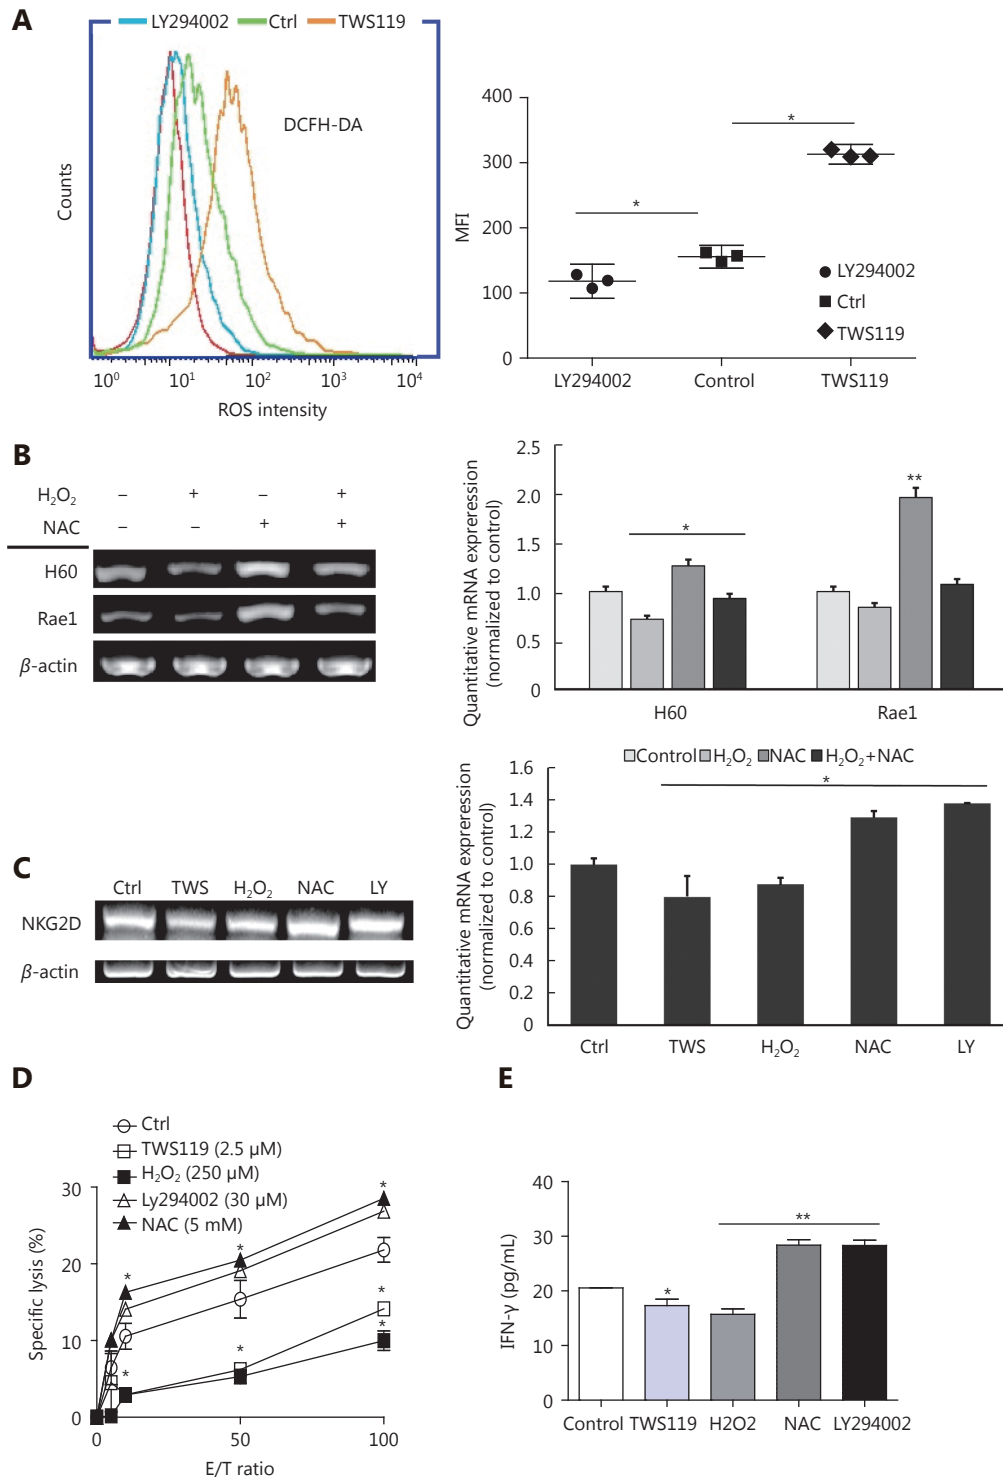 A
LY294002 Ctrl TWS119
DCFH-DA
Counts
10⁰ 10¹ 10² 10³ 10⁴
ROS intensity
400
300
200
100
0
MFI
*
*
LY294002
Ctrl
TWS119
LY294002 Control TWS119
B
H₂O₂ – + – +
NAC – – + +
H60
Rae1
β-actin
Quantitative mRNA expreression
(normalized to control)
2.5
2.0
1.5
1.0
0.5
0
*
**
H60 Rae1
Control H₂O₂ NAC H₂O₂+NAC
C
Ctrl TWS H₂O₂ NAC LY
NKG2D
β-actin
Quantitative mRNA expreression
(normalized to control)
1.6
1.4
1.2
1.0
0.8
0.6
0.4
0.2
0
*
Ctrl TWS H₂O₂ NAC LY
D
Ctrl
TWS119 (2.5 μM)
H₂O₂ (250 μM)
Ly294002 (30 μM)
NAC (5 mM)
Specific lysis (%)
30
20
10
0
* * *
* * * *
0 50 100
E/T ratio
E
IFN-γ (pg/mL)
40
30
20
10
0
*
**
Control TWS119 H2O2 NAC LY294002